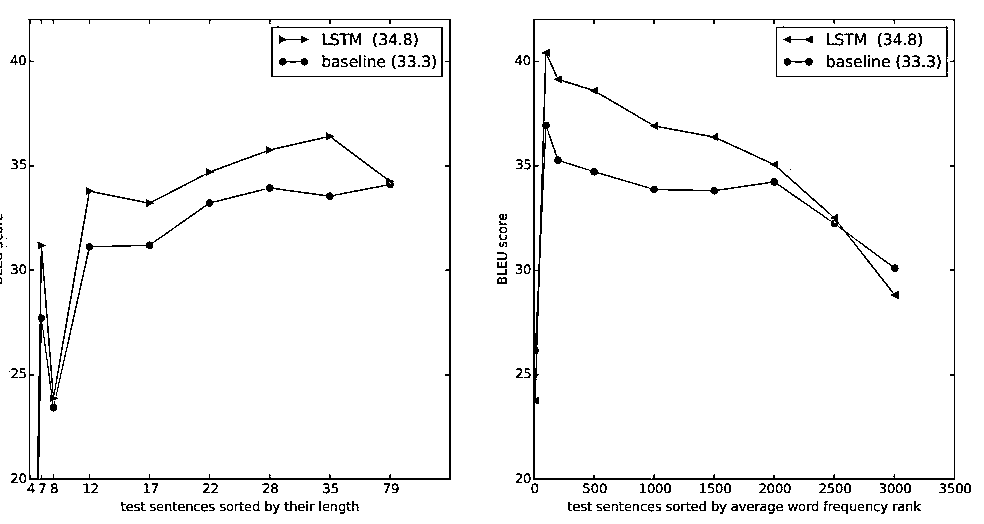 LSTM (34.8)
baseline (33.3)
40
35
30
25
20
BLEU score
4 7 8 12 17 22 28 35 79
test sentences sorted by their length
LSTM (34.8)
baseline (33.3)
40
35
30
25
20
BLEU score
0 500 1000 1500 2000 2500 3000 3500
test sentences sorted by average word frequency rank